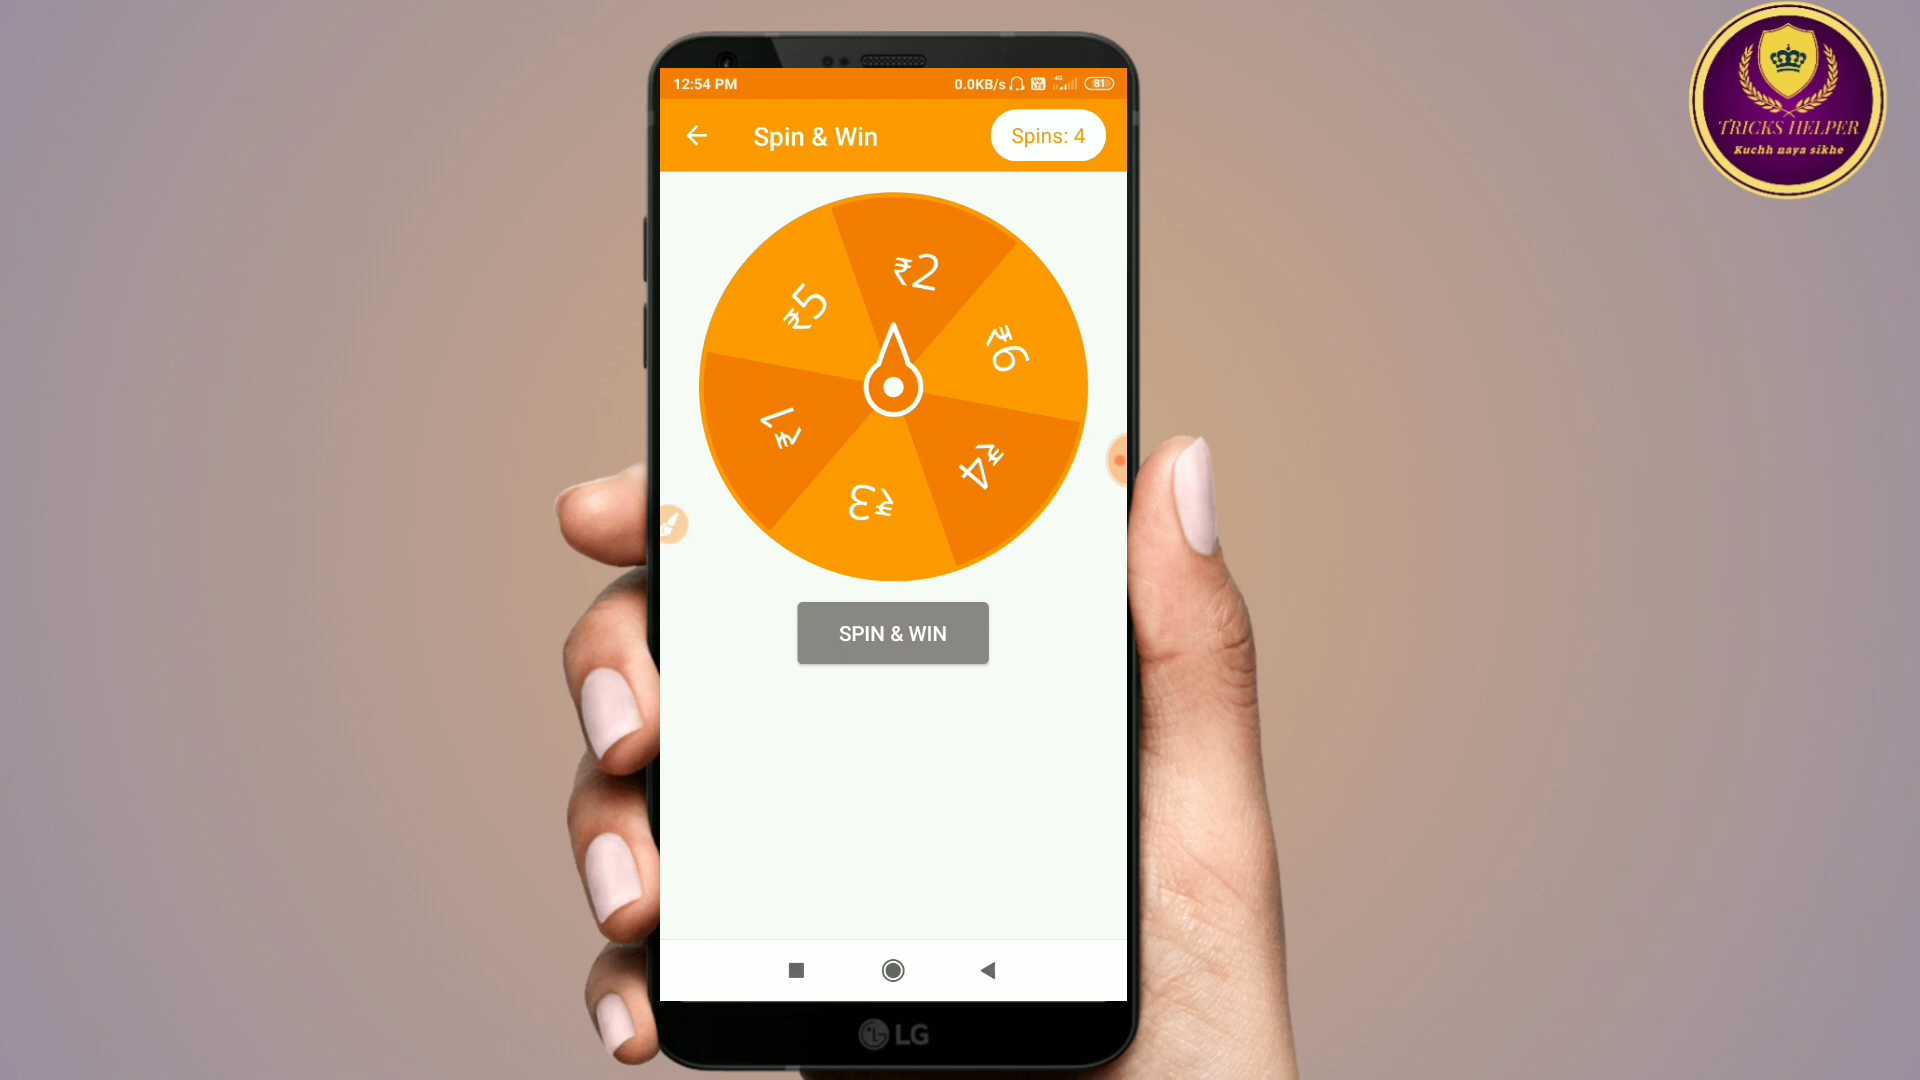 12:54 PM 0.0KB/s 4G 81
Spin & Win Spins: 4
₹2
₹5
₹6
₹1
₹4
₹3
SPIN & WIN
LG
TRICKS HELPER
Kuchh naya sikhe